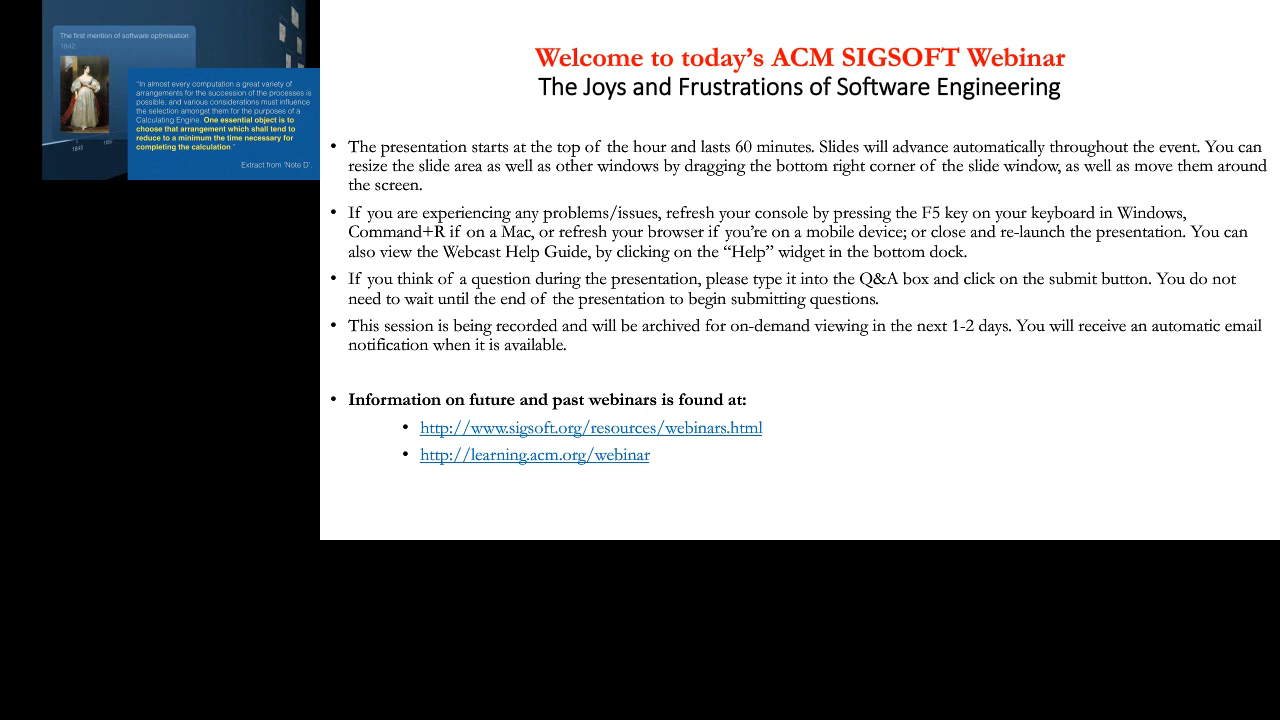 The first mention of software optimisation
1842:
"In almost every computation a great variety of
arrangements for the succession of the processes is
possible, and various considerations must influence
the selection amongst them for the purposes of a
Calculating Engine. One essential object is to
choose that arrangement which shall tend to
reduce to a minimum the time necessary for
completing the calculation."
Extract from 'Note D'.
1845
Welcome to today's ACM SIGSOFT Webinar
The Joys and Frustrations of Software Engineering
• The presentation starts at the top of the hour and lasts 60 minutes. Slides will advance automatically throughout the event. You can
resize the slide area as well as other windows by dragging the bottom right corner of the slide window, as well as move them around
the screen.
• If you are experiencing any problems/issues, refresh your console by pressing the F5 key on your keyboard in Windows,
Command+R if on a Mac, or refresh your browser if you're on a mobile device; or close and re-launch the presentation. You can
also view the Webcast Help Guide, by clicking on the “Help” widget in the bottom dock.
• If you think of a question during the presentation, please type it into the Q&A box and click on the submit button. You do not
need to wait until the end of the presentation to begin submitting questions.
• This session is being recorded and will be archived for on-demand viewing in the next 1-2 days. You will receive an automatic email
notification when it is available.
• Information on future and past webinars is found at:
• http://www.sigsoft.org/resources/webinars.html
• http://learning.acm.org/webinar